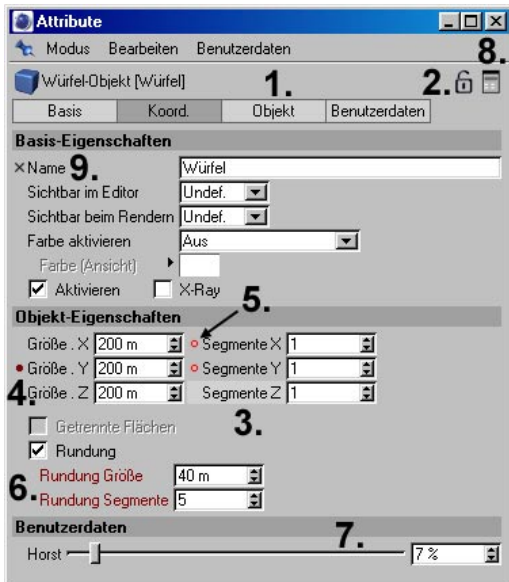 Attribute
Modus Bearbeiten Benutzerdaten
8.
Würfel-Objekt [Würfel] 1. 2.
Basis Koord. Objekt Benutzerdaten
Basis-Eigenschaften
×Name 9. Würfel
Sichtbar im Editor Undef.
Sichtbar beim Rendern Undef.
Farbe aktivieren Aus
Farbe (Ansicht)
Aktivieren X-Ray
5.
Objekt-Eigenschaften
Größe . X 200 m Segmente X 1
Größe . Y 200 m Segmente Y 1
4. Größe . Z 200 m Segmente Z 1
Getrennte Flächen 3.
Rundung
Rundung Größe 40 m
6.
Rundung Segmente 5
Benutzerdaten
7.
Horst 7 %